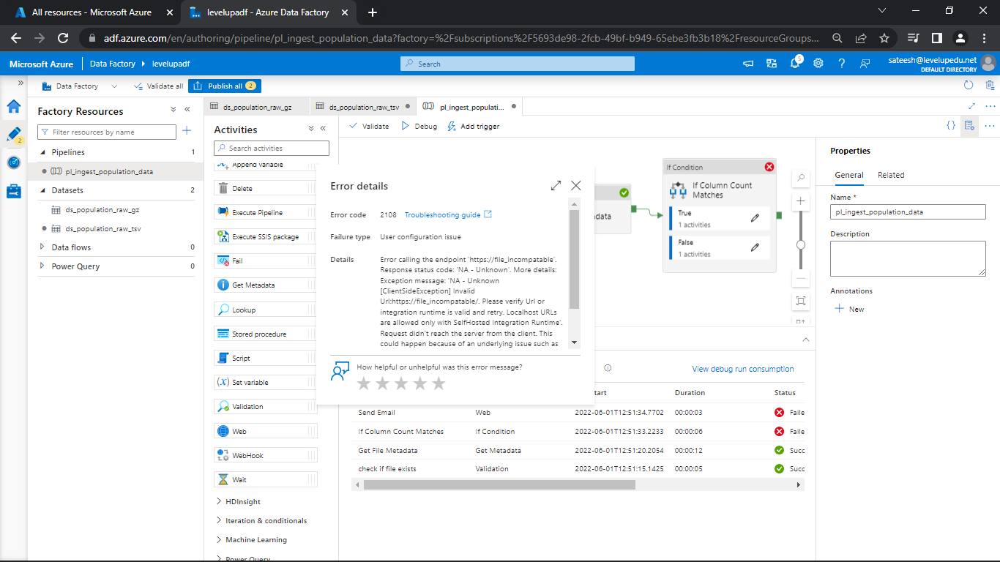 All resources - Microsoft Azure
levelupadf - Azure Data Factory
adf.azure.com/en/authoring/pipeline/pl_ingest_population_data?factory=%2Fsubscriptions%2F5693de98-2fcb-49bf-b949-65ebe3fb3b18%2FresourceGroups...
Microsoft Azure
Data Factory
levelupadf
Search
5
sateesh@levelupedu.net
DEFAULT DIRECTORY
Data Factory
Validate all
Publish all
2
2
Factory Resources
Filter resources by name
Pipelines
1
pl_ingest_population_data
Datasets
2
ds_population_raw_gz
ds_population_raw_tsv
Data flows
0
Power Query
0
ds_population_raw_gz
ds_population_raw_tsv
pl_ingest_populati...
Activities
Search activities
Append variable
Delete
Execute Pipeline
Execute SSIS package
Fail
Get Metadata
Lookup
Stored procedure
Script
Set variable
Validation
Web
WebHook
Wait
HDInsight
Iteration & conditionals
Machine Learning
Power Query
Validate
Debug
Add trigger
Error details
Error code
2108
Troubleshooting guide
Failure type
User configuration issue
Details
Error calling the endpoint 'https://file_incompatable'.
Response status code: 'NA - Unknown'. More details:
Exception message: 'NA - Unknown
[ClientSideException] Invalid
Url:https://file_incompatable/. Please verify Url or
integration runtime is valid and retry. Localhost URLs
are allowed only with SelfHosted Integration Runtime'.
Request didn't reach the server from the client. This
could happen because of an underlying issue such as
How helpful or unhelpful was this error message?
data
If Condition
If Column Count
Matches
True
1 activities
False
1 activities
View debug run consumption
tart
Duration
Status
Send Email
Web
2022-06-01T12:51:34.7702
00:00:03
Faile
If Column Count Matches
If Condition
2022-06-01T12:51:33.2233
00:00:06
Faile
Get File Metadata
Get Metadata
2022-06-01T12:51:20.2054
00:00:12
Succ
check if file exists
Validation
2022-06-01T12:51:15.1425
00:00:05
Succ
Properties
General
Related
Name *
pl_ingest_population_data
Description
Annotations
New